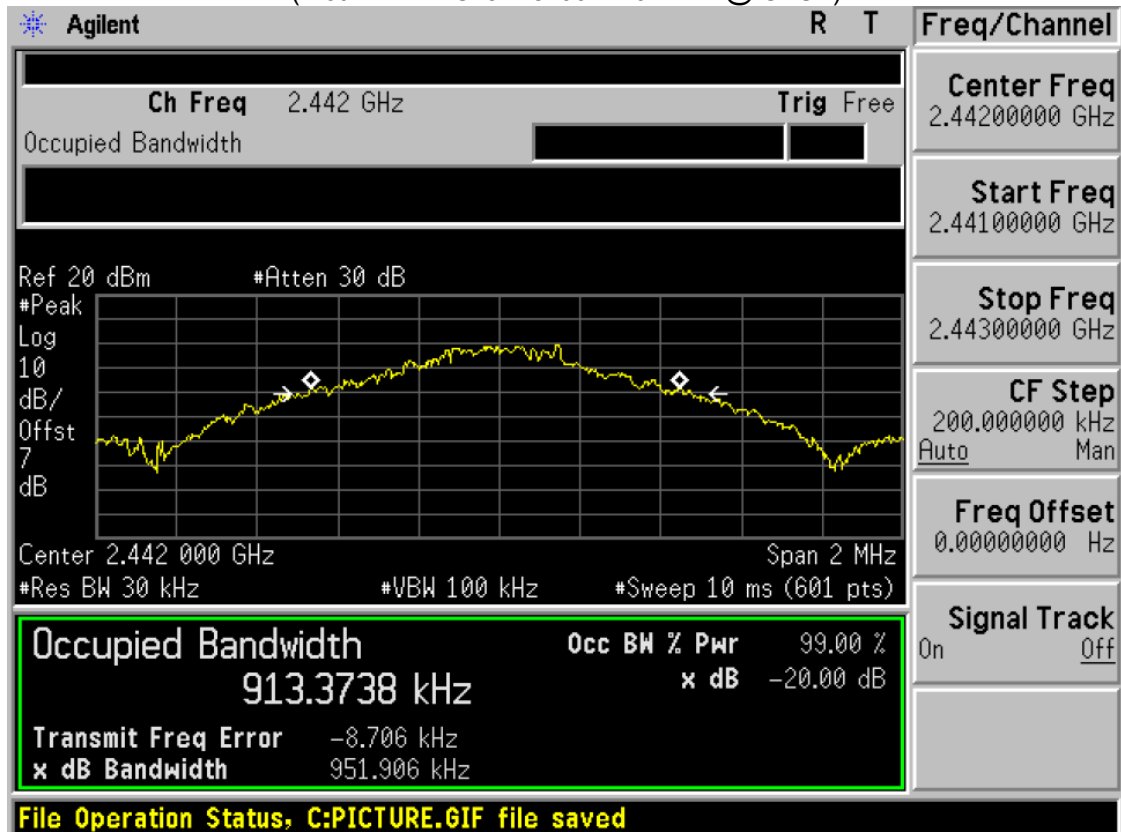 Agilent R T Freq/Channel
Ch Freq 2.442 GHz Trig Free
Occupied Bandwidth
Center Freq
2.44200000 GHz
Start Freq
2.44100000 GHz
Stop Freq
2.44300000 GHz
CF Step
200.000000 kHz
Auto Man
Freq Offset
0.00000000 Hz
Signal Track
On Off
Ref 20 dBm #Atten 30 dB
#Peak
Log
10
dB/
Offst
7
dB
Center 2.442 000 GHz Span 2 MHz
#Res BW 30 kHz #VBW 100 kHz #Sweep 10 ms (601 pts)
Occupied Bandwidth
913.3738 kHz
Occ BW % Pwr 99.00 %
x dB -20.00 dB
Transmit Freq Error -8.706 kHz
x dB Bandwidth 951.906 kHz
File Operation Status, C:PICTURE.GIF file saved